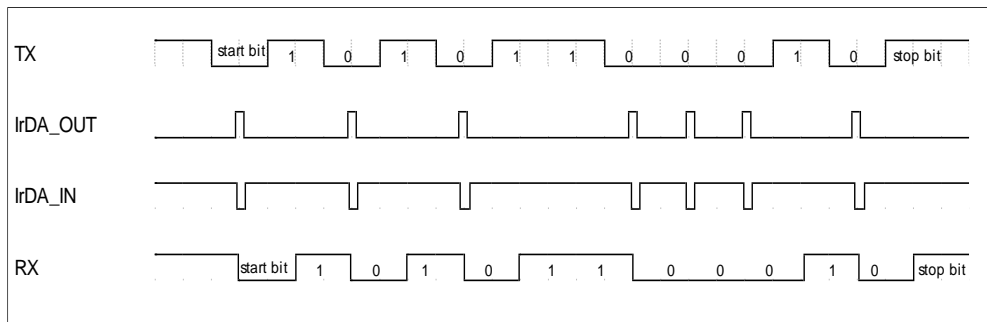 TX start bit 1 0 1 0 1 1 0 0 0 1 0 stop bit
IrDA_OUT
IrDA_IN
RX start bit 1 0 1 0 1 1 0 0 0 1 0 stop bit